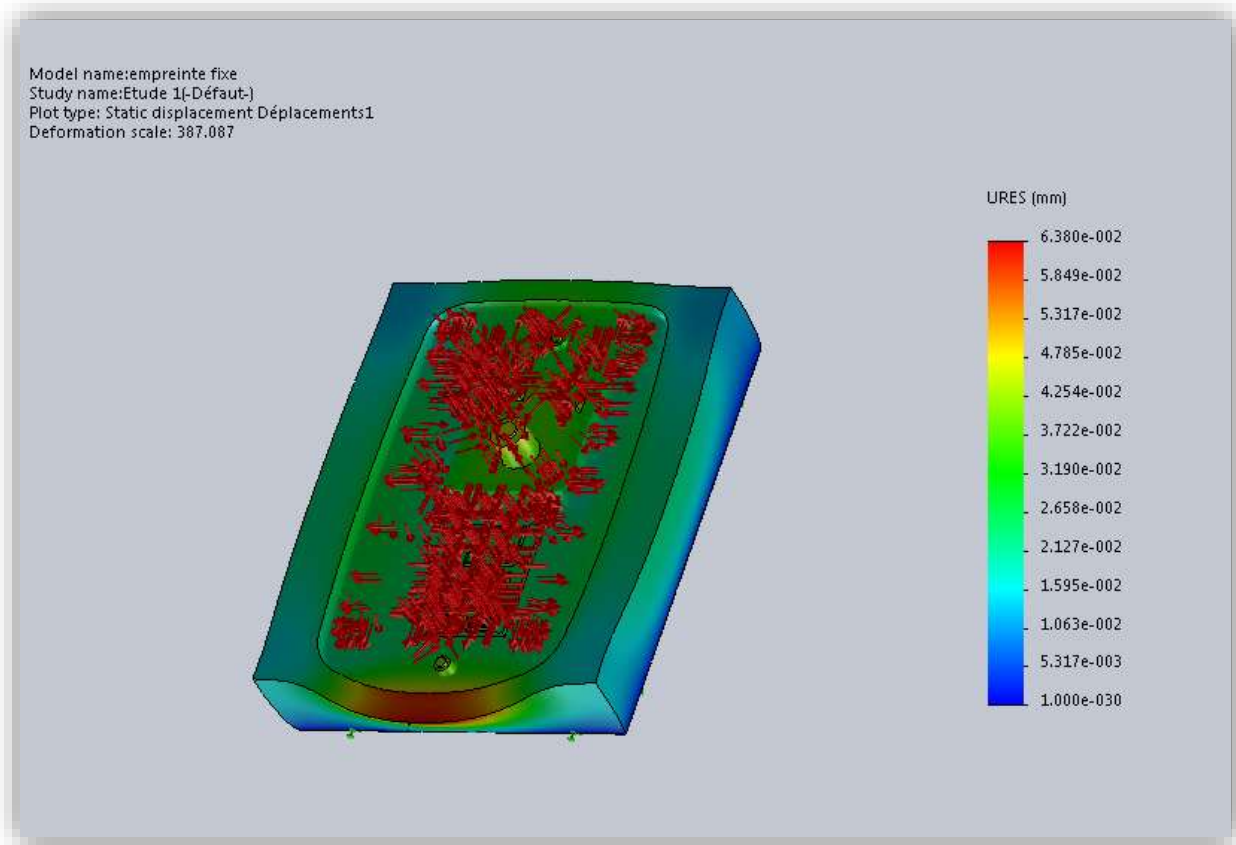 Model name:empreinte fixe
Study name:Etude 1(-Défaut-)
Plot type: Static displacement Déplacements1
Deformation scale: 387.087
URES (mm)
6.380e-002
5.849e-002
5.317e-002
4.785e-002
4.254e-002
3.722e-002
3.190e-002
2.658e-002
2.127e-002
1.595e-002
1.063e-002
5.317e-003
1.000e-030